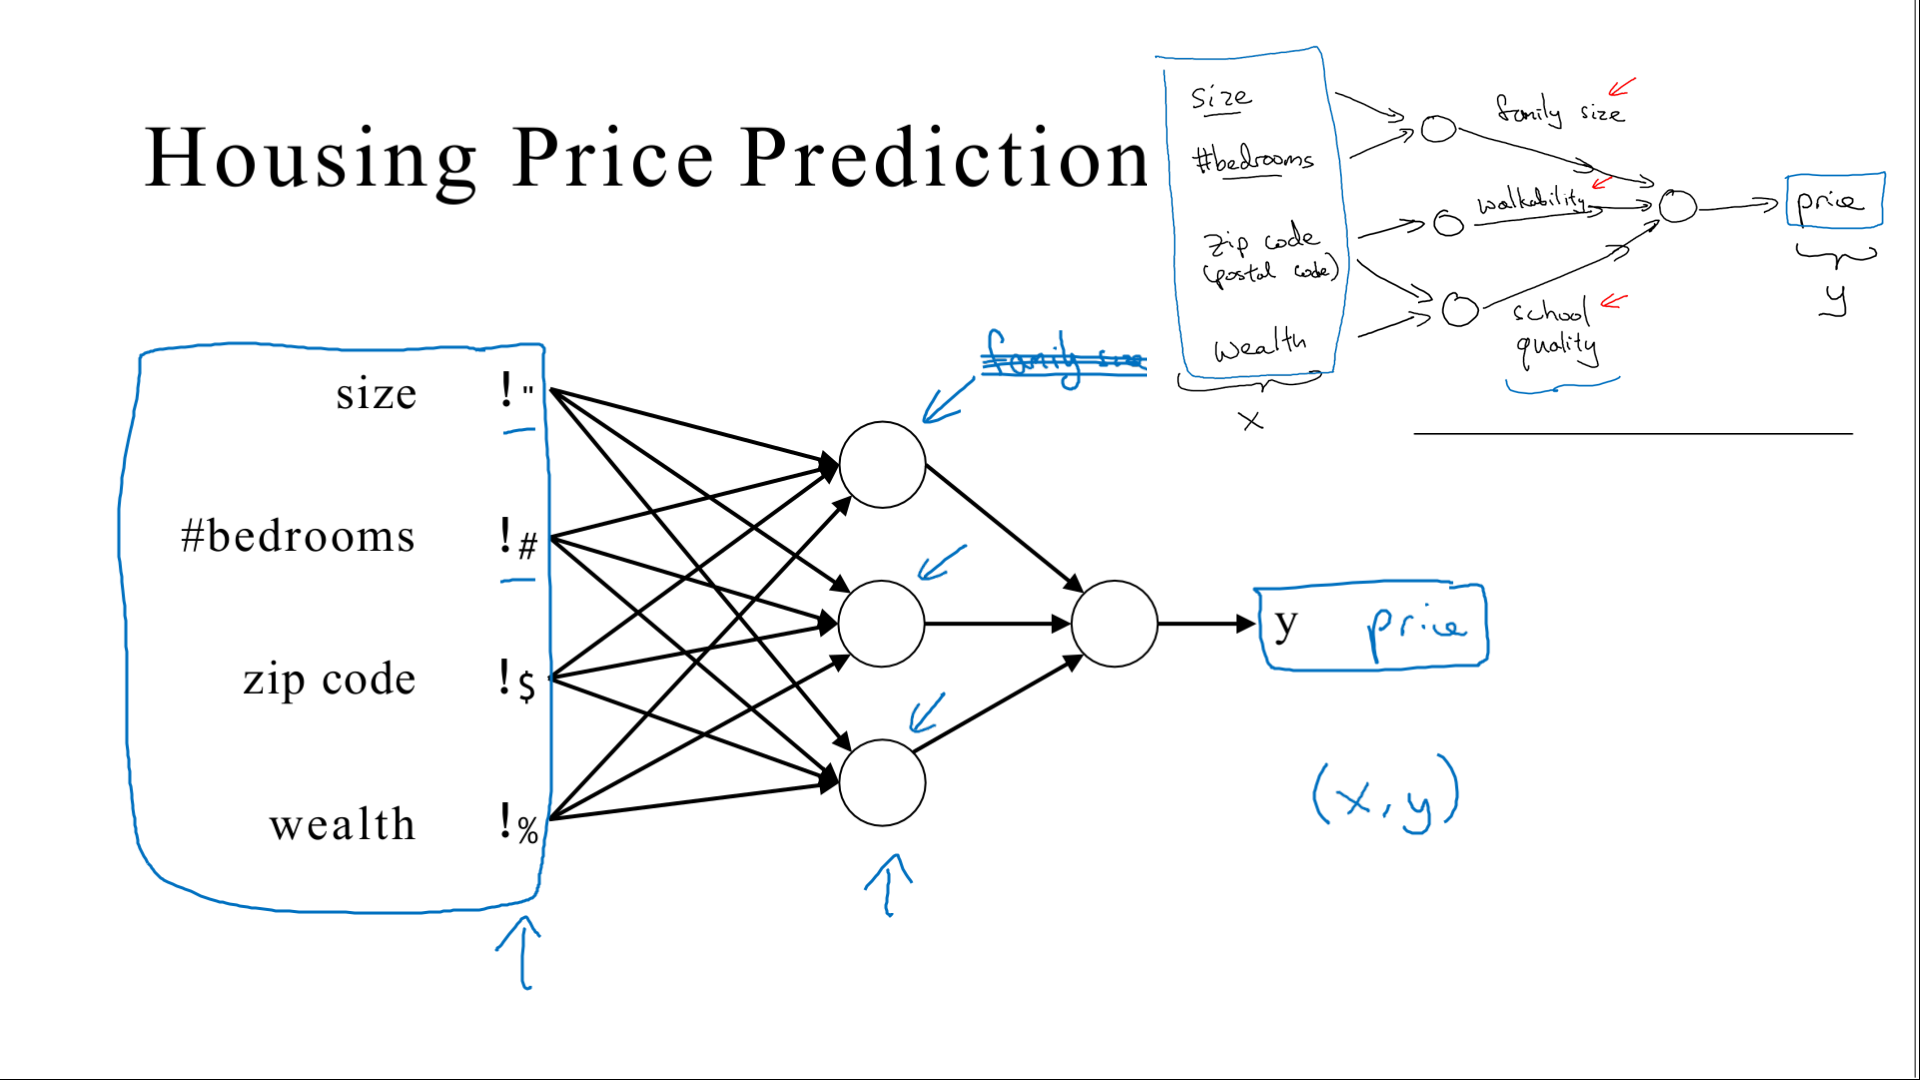 Housing Price Prediction
size
#bedrooms
zip code
(postal code)
wealth
x
family size
walkability
school
quality
price
y
family size
size !"
#bedrooms !#
zip code !$
wealth !%
y price
(x, y)